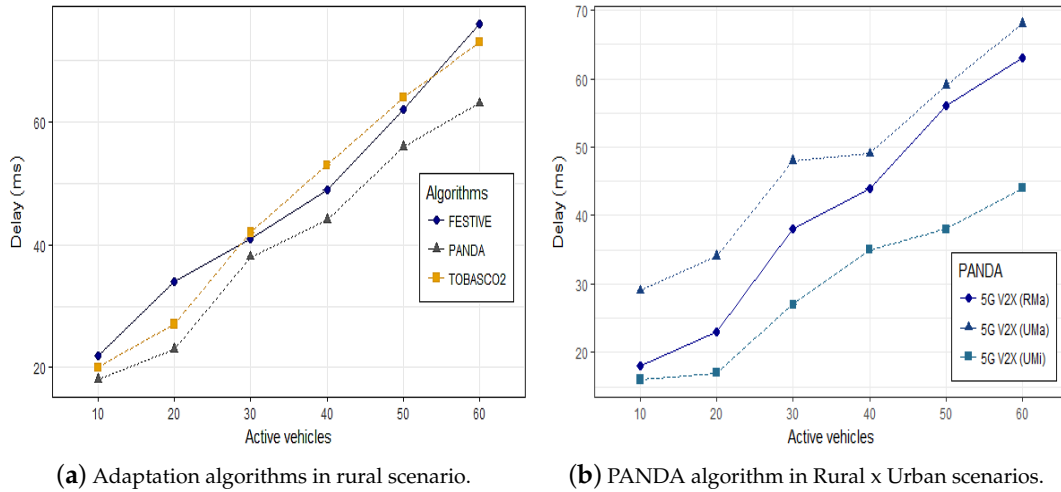 Delay (ms)
60
40
20
10 20 30 40 50 60
Active vehicles
Algorithms
FESTIVE
PANDA
TOBASCO2
(a) Adaptation algorithms in rural scenario.
Delay (ms)
70
60
50
40
30
20
10 20 30 40 50 60
Active vehicles
PANDA
5G V2X (RMa)
5G V2X (UMa)
5G V2X (UMi)
(b) PANDA algorithm in Rural x Urban scenarios.